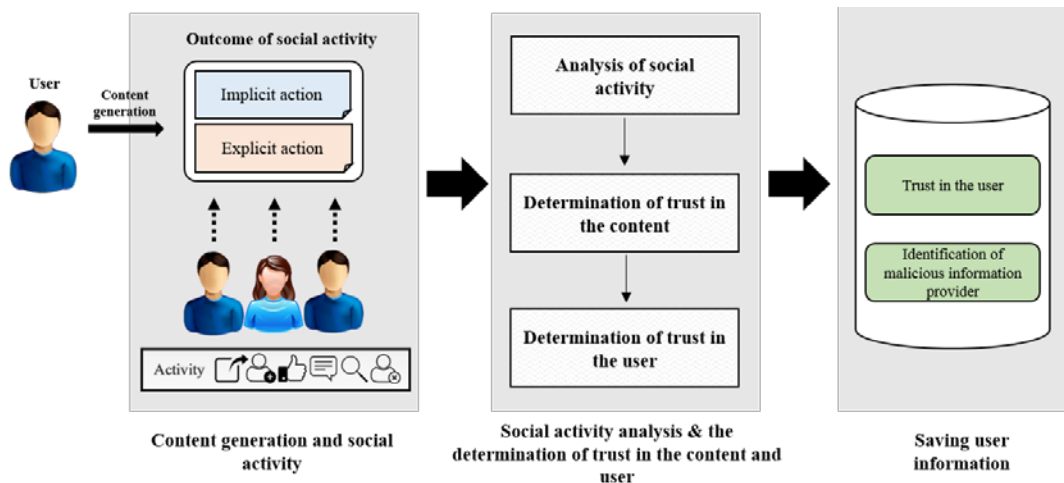 User
Content
generation
Outcome of social activity
Implicit action
Explicit action
Activity
Content generation and social
activity
Analysis of social
activity
Determination of trust in
the content
Determination of trust in
the user
Social activity analysis & the
determination of trust in the content and
user
Trust in the user
Identification of
malicious information
provider
Saving user
information